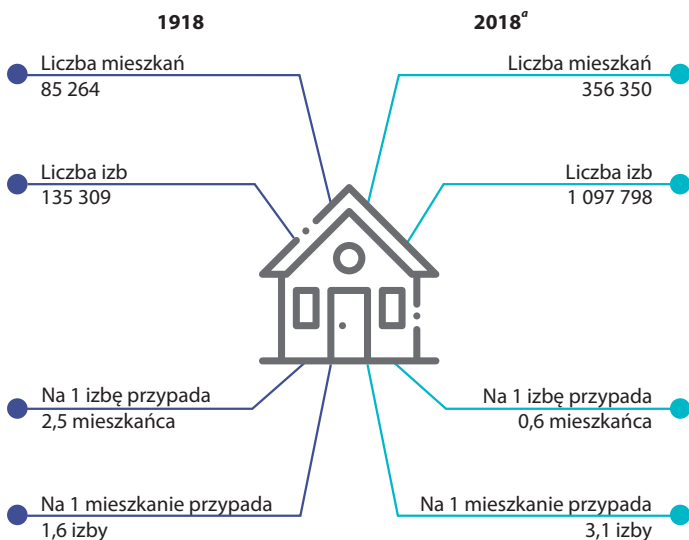 1918
2018ᵃ
Liczba mieszkań
85 264
Liczba mieszkań
356 350
Liczba izb
135 309
Liczba izb
1 097 798
Na 1 izbę przypada
2,5 mieszkańca
Na 1 izbę przypada
0,6 mieszkańca
Na 1 mieszkanie przypada
1,6 izby
Na 1 mieszkanie przypada
3,1 izby